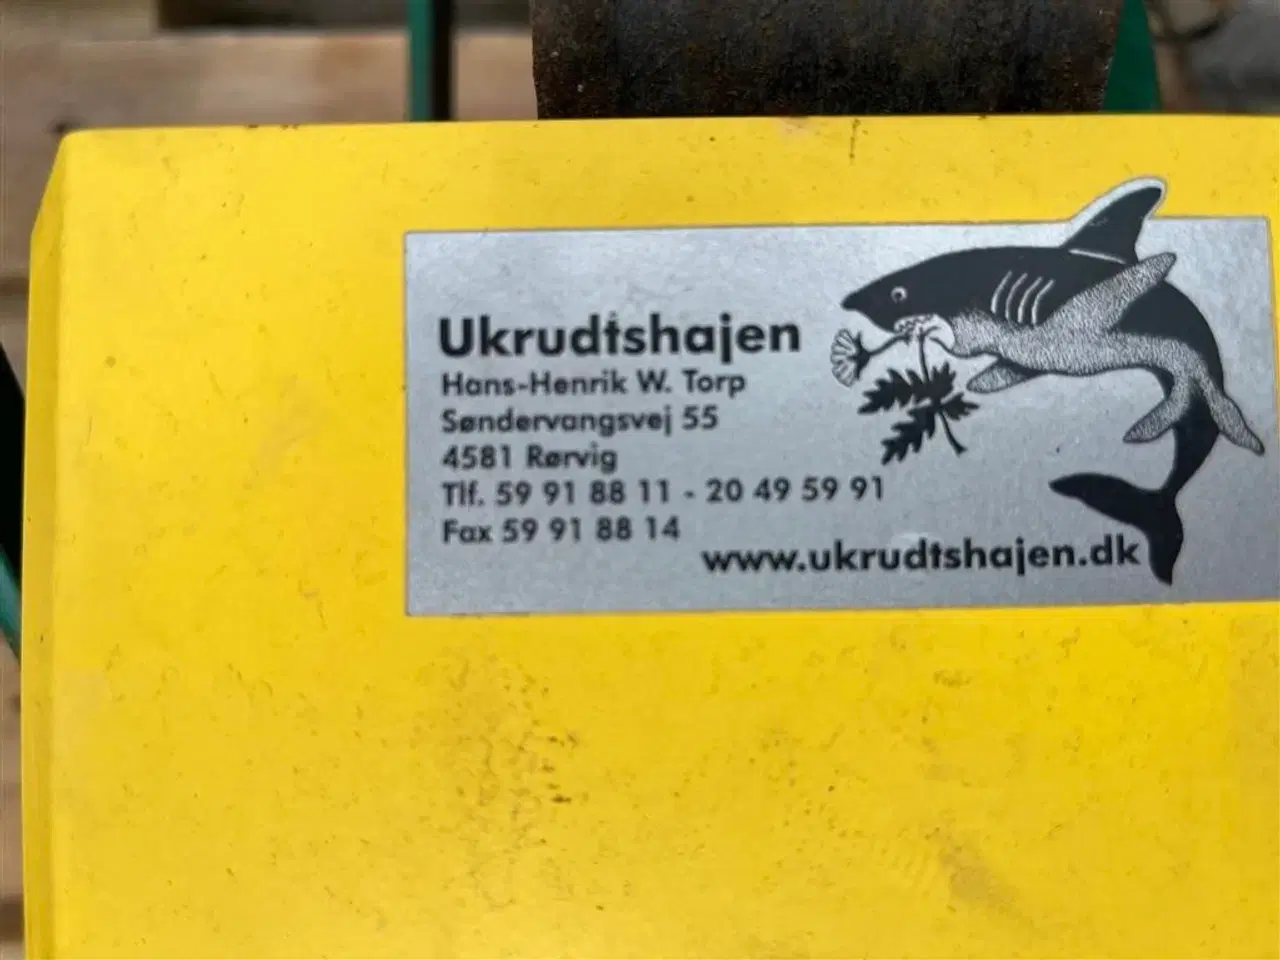 Ukrudtshajen
Hans-Henrik W. Torp
Søndervangsvej 55
4581 Rørvig
Tlf. 59 91 88 11 - 20 49 59 91
Fax 59 91 88 14
www.ukrudtshajen.dk